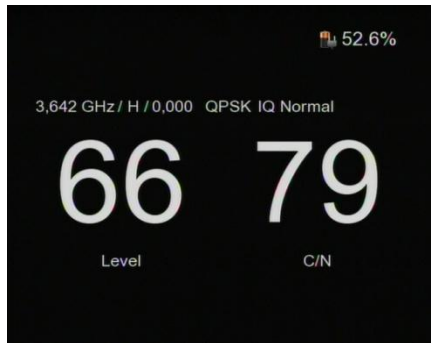 52.6%
3,642 GHz / H / 0,000 QPSK IQ Normal
66 79
Level C/N